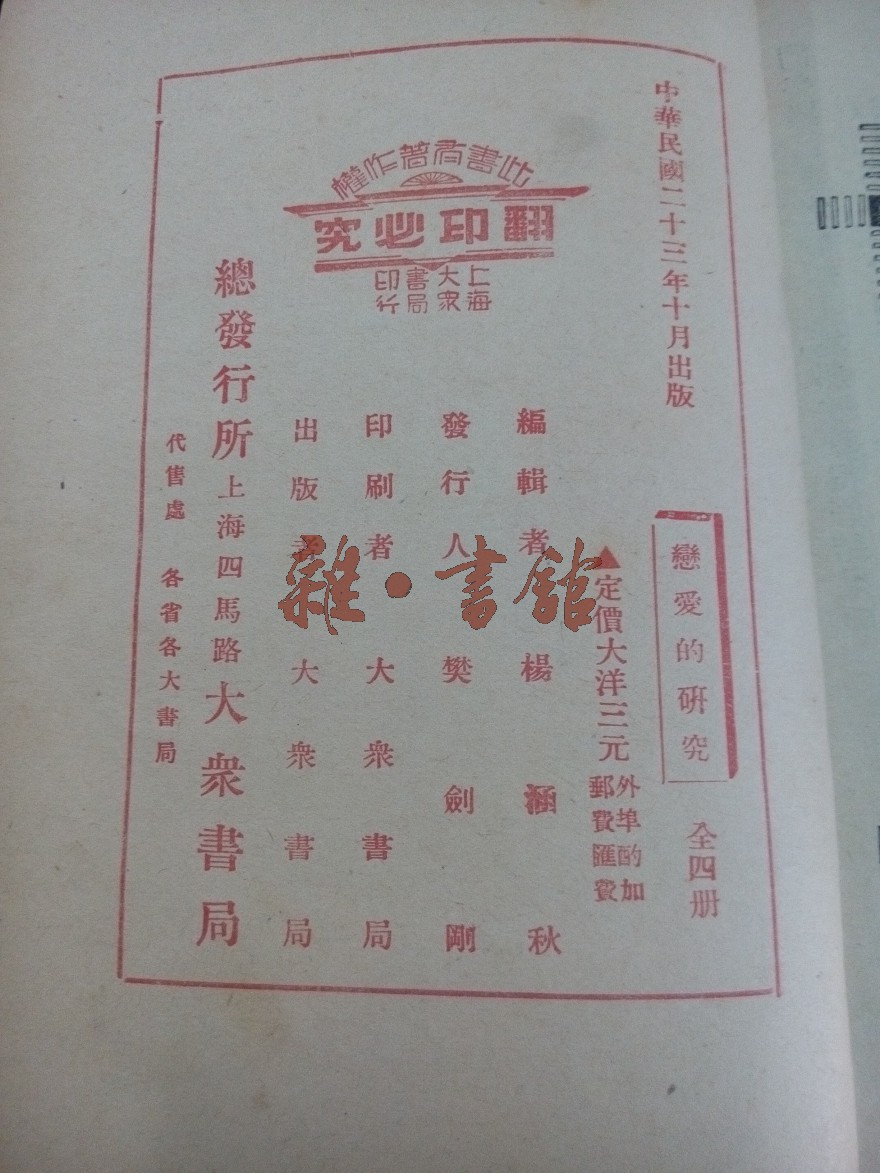 中華民國二十三年十月出版
戀愛的研究
全四册
▲定價大洋三元
外埠酌加
郵費匯費
編輯者 楊涵秋
發行人 樊劍剛
印刷者 大衆書局
出版者 大衆書局
此書有著作權
翻印必究
上海
大衆
書局
印行
總發行所 上海四馬路 大衆書局
代售處 各省各大書局
雜·書館